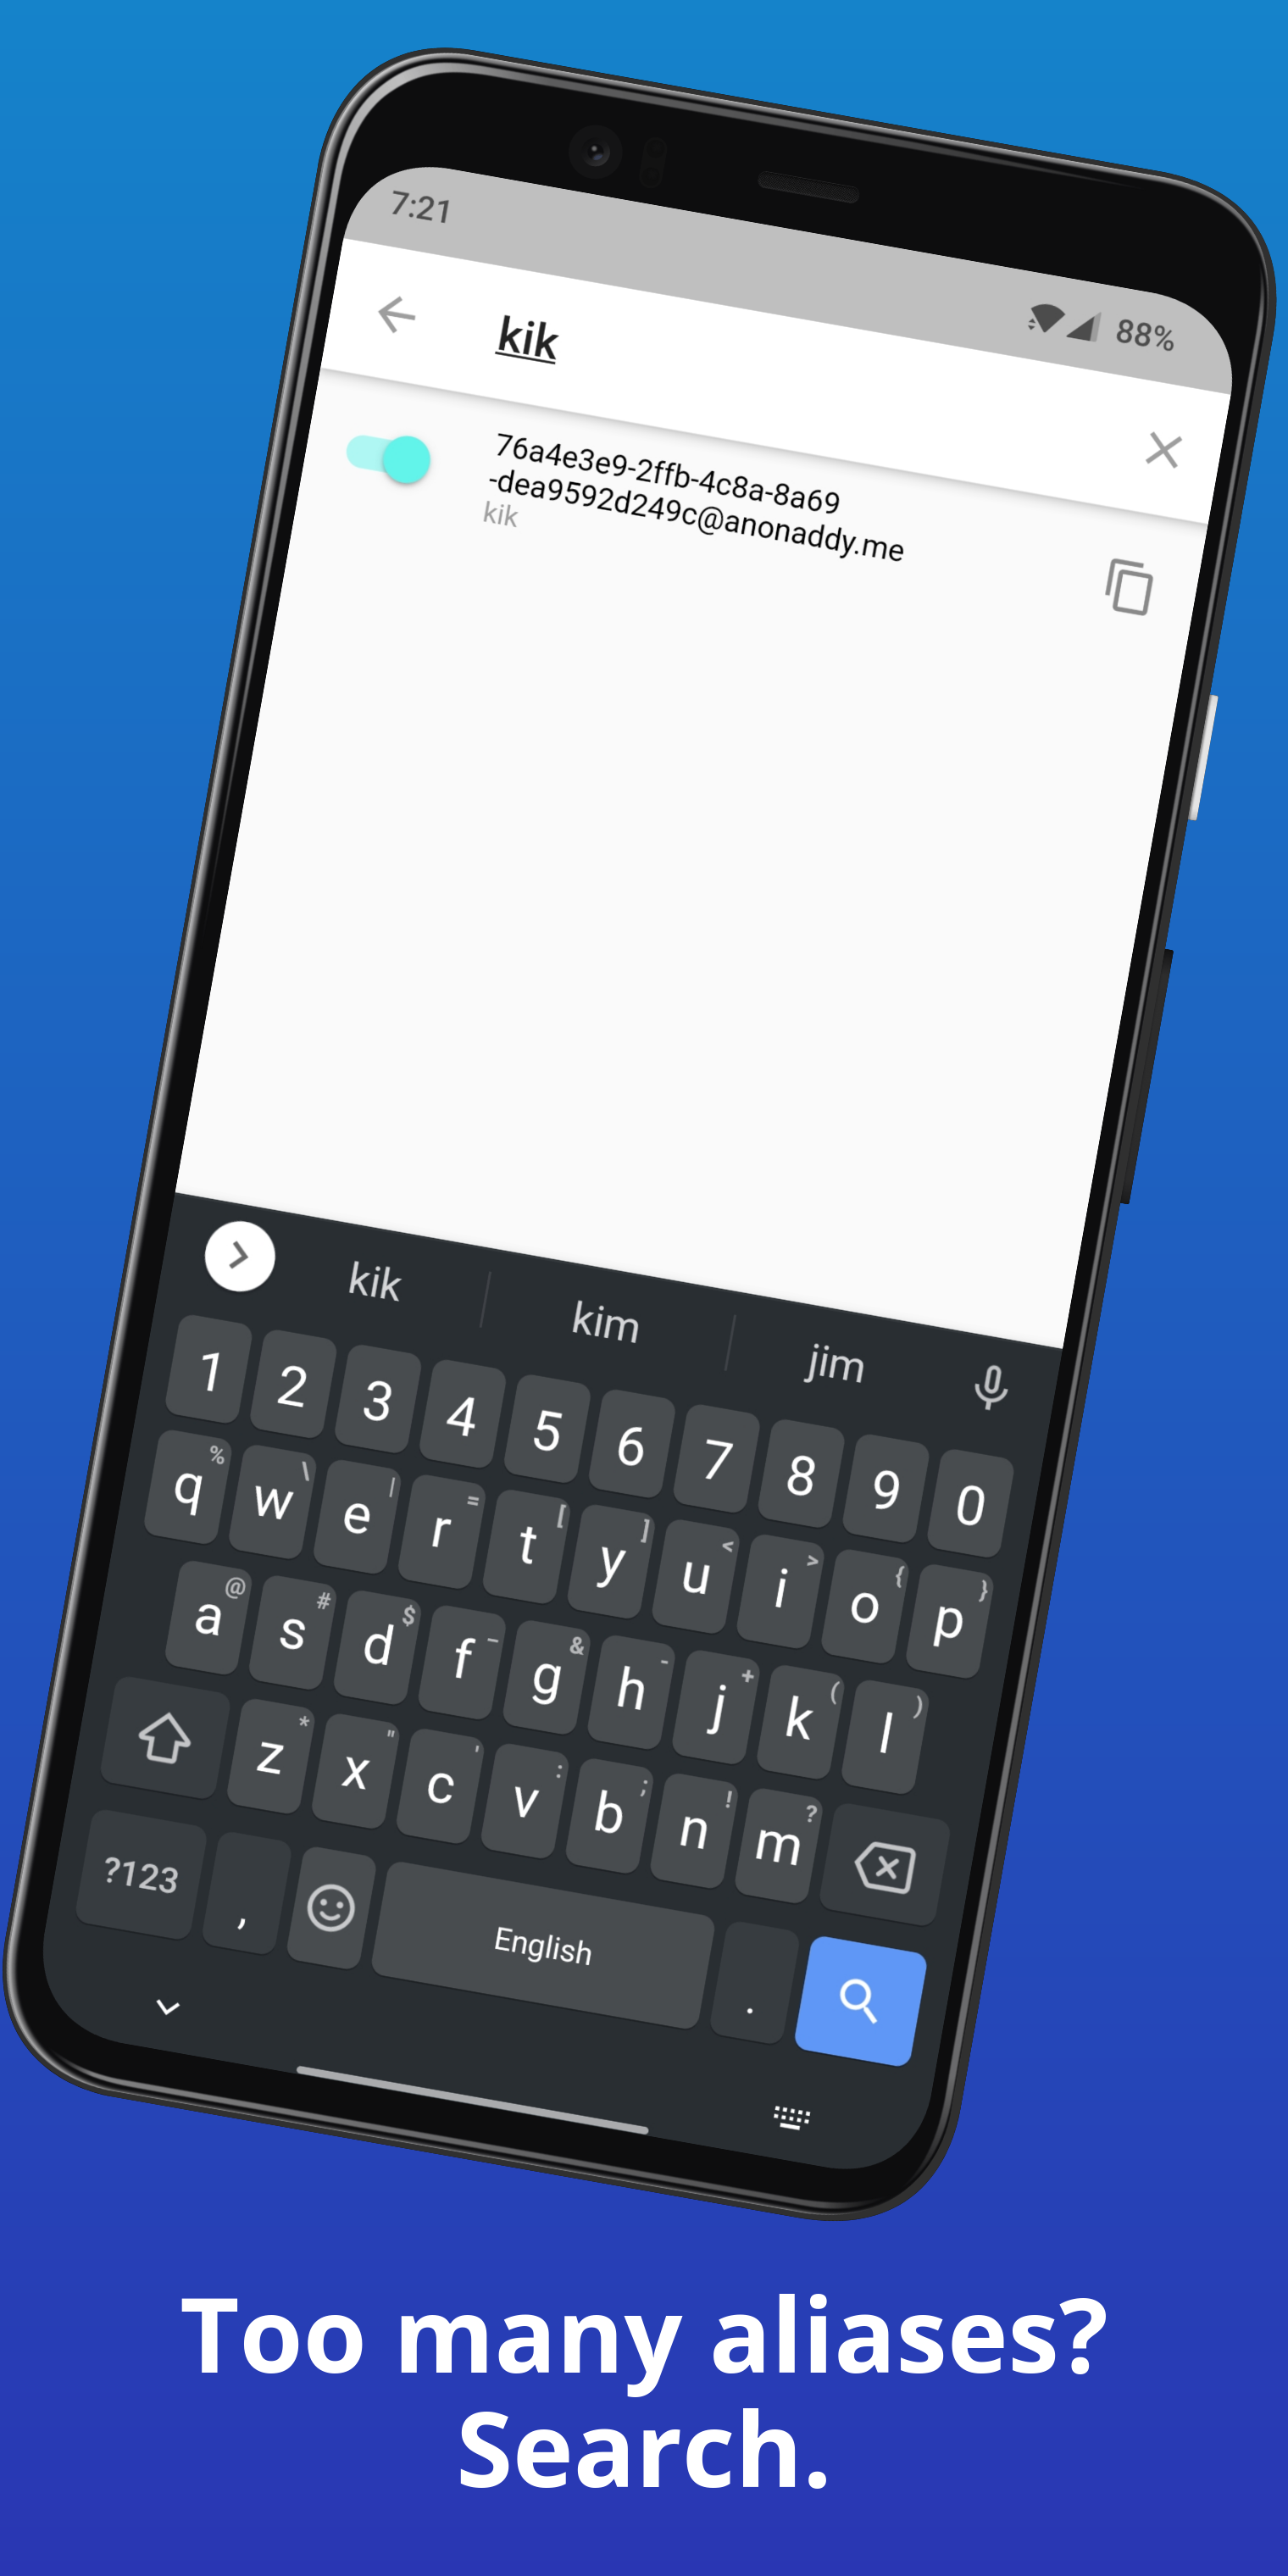 7:21
88%
kik
76a4e3e9-2ffb-4c8a-8a69
-dea9592d249c@anonaddy.me
kik
kik kim jim
1 2 3 4 5 6 7 8 9 0
q % w \ e | r = t [ y ] u < i > o { p }
a @ s # d $ f _ g & h - j + k ( l )
z * x " c ' v : b ; n ! m ?
?123 , English .
Too many aliases?
Search.